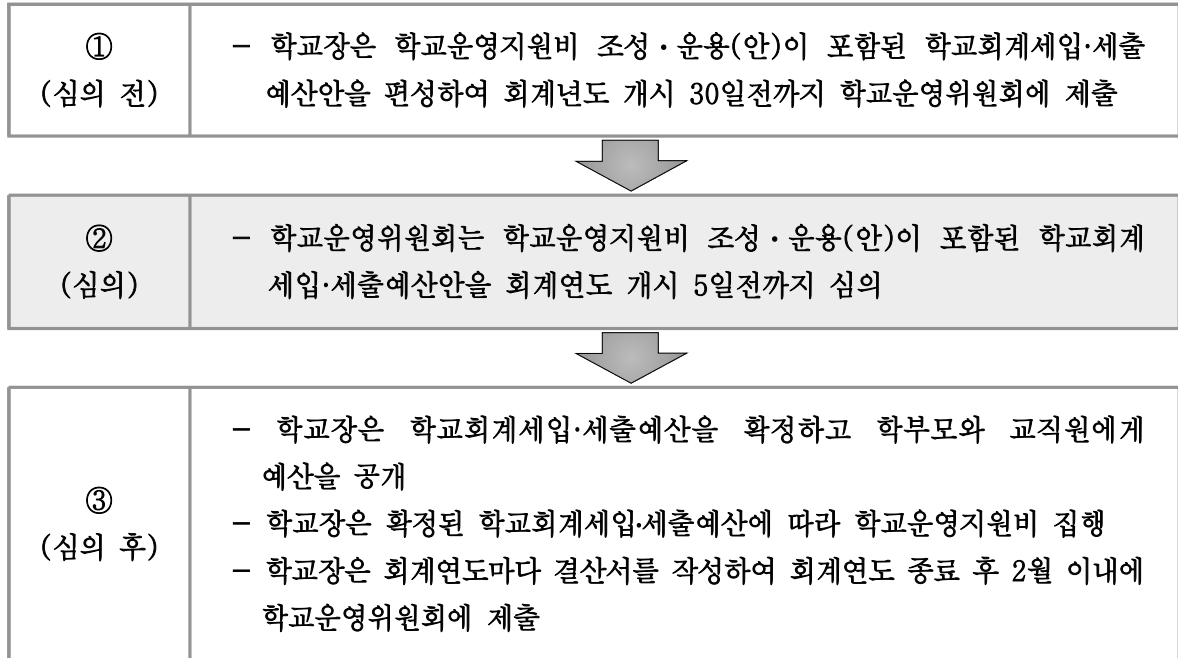 ①
(심의 전)
– 학교장은 학교운영지원비 조성·운용(안)이 포함된 학교회계세입·세출
예산안을 편성하여 회계년도 개시 30일전까지 학교운영위원회에 제출
②
(심의)
– 학교운영위원회는 학교운영지원비 조성·운용(안)이 포함된 학교회계
세입·세출예산안을 회계연도 개시 5일전까지 심의
③
(심의 후)
– 학교장은 학교회계세입·세출예산을 확정하고 학부모와 교직원에게
예산을 공개
– 학교장은 확정된 학교회계세입·세출예산에 따라 학교운영지원비 집행
– 학교장은 회계연도마다 결산서를 작성하여 회계연도 종료 후 2월 이내에
학교운영위원회에 제출